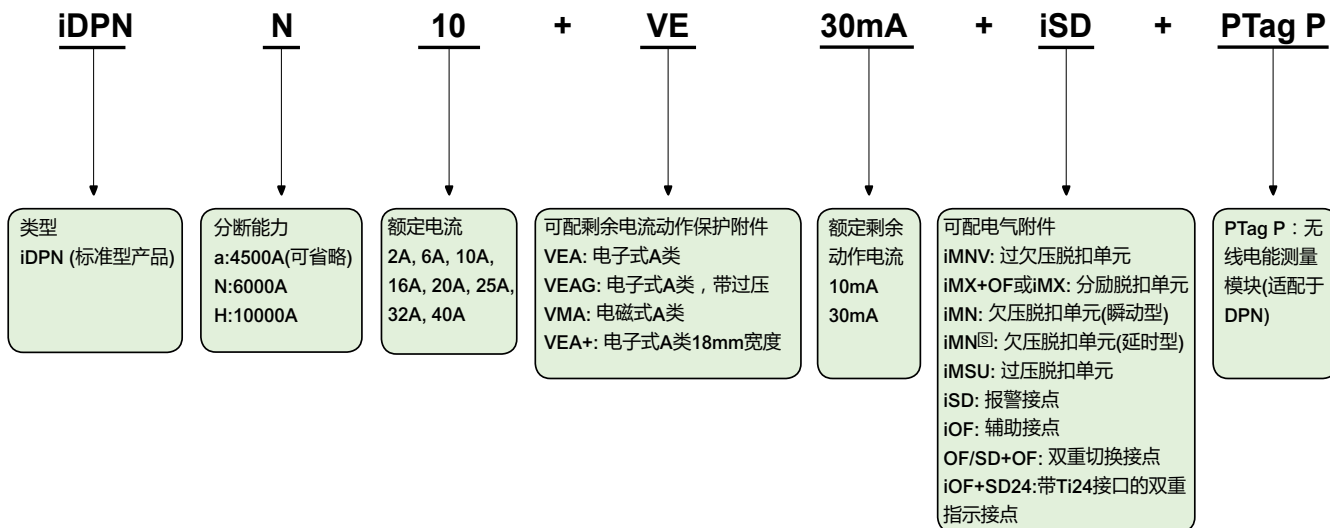 iDPN N 10 + VE 30mA + iSD + PTag P
类型
iDPN (标准型产品)
分断能力
a:4500A(可省略)
N:6000A
H:10000A
额定电流
2A, 6A, 10A,
16A, 20A, 25A,
32A, 40A
可配剩余电流动作保护附件
VEA: 电子式A类
VEAG: 电子式A类，带过压
VMA: 电磁式A类
VEA+: 电子式A类18mm宽度
额定剩余
动作电流
10mA
30mA
可配电气附件
iMNV: 过欠压脱扣单元
iMX+OF或iMX: 分励脱扣单元
iMN: 欠压脱扣单元(瞬动型)
iMN🅂: 欠压脱扣单元(延时型)
iMSU: 过压脱扣单元
iSD: 报警接点
iOF: 辅助接点
OF/SD+OF: 双重切换接点
iOF+SD24:带Ti24接口的双重
指示接点
PTag P：无
线电能测量
模块(适配于
DPN)